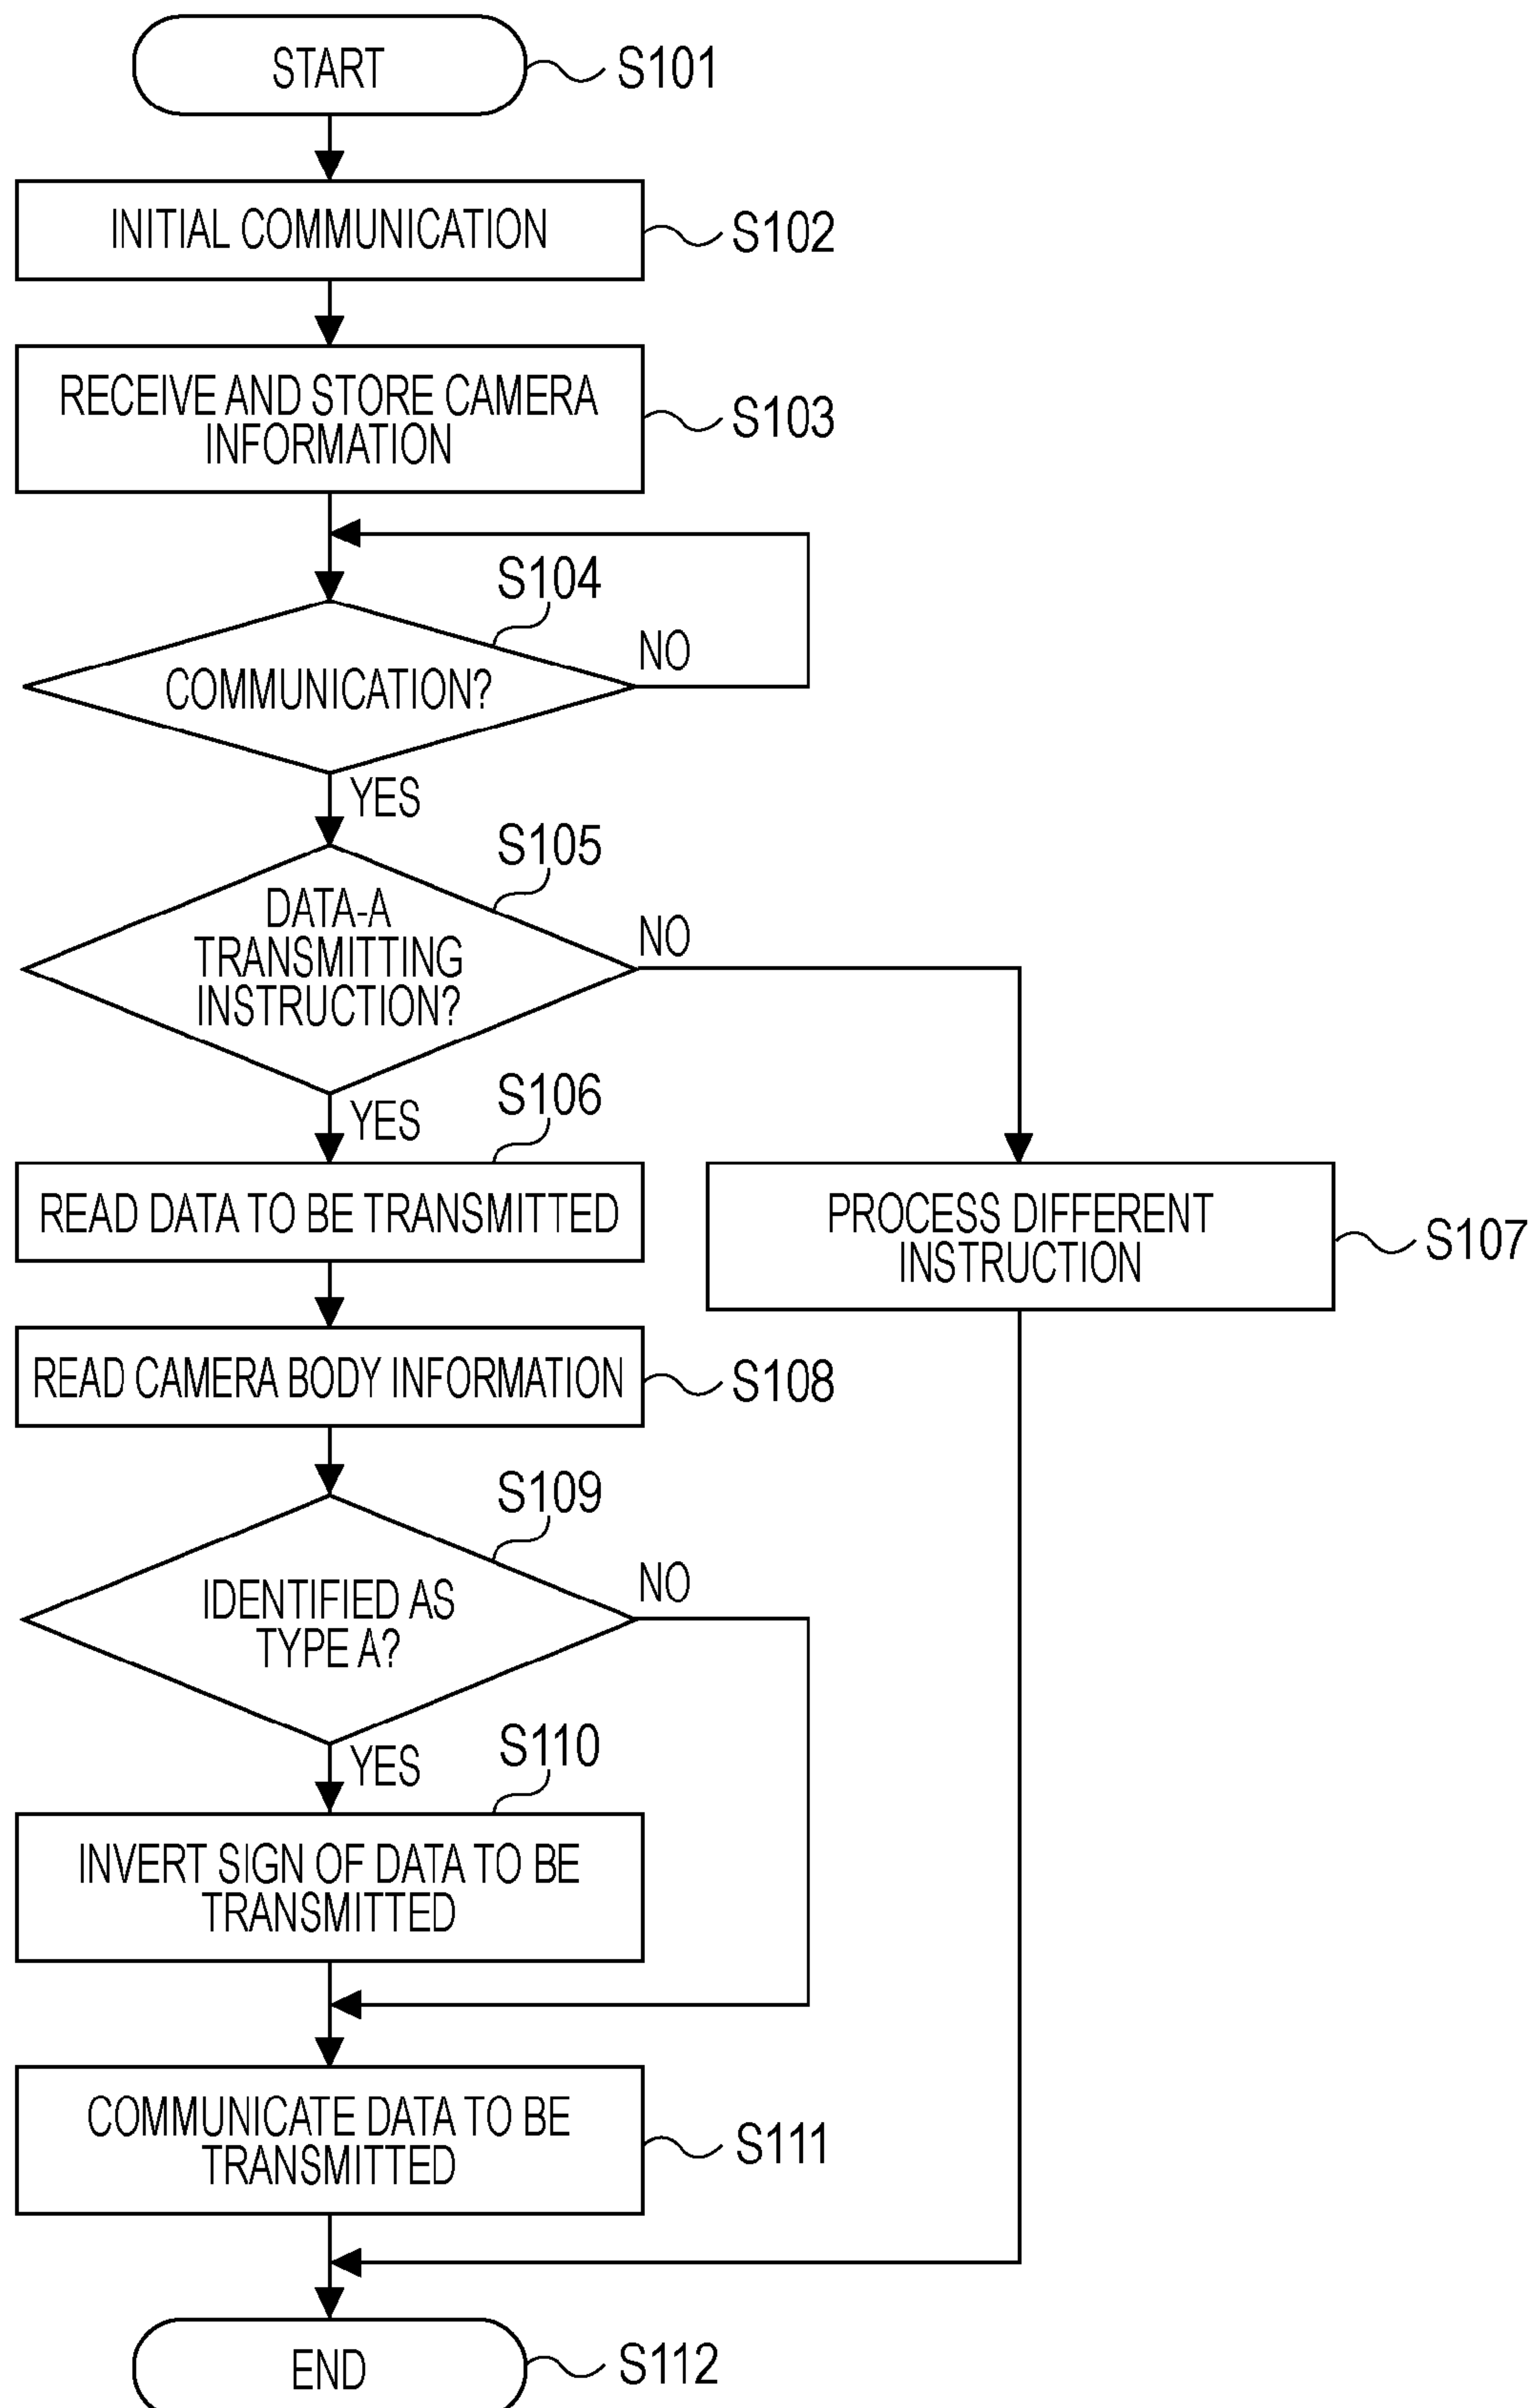 START
S101
INITIAL COMMUNICATION
S102
RECEIVE AND STORE CAMERA
INFORMATION
S103
S104
COMMUNICATION?
NO
YES
S105
DATA-A
TRANSMITTING
INSTRUCTION?
NO
YES
S106
READ DATA TO BE TRANSMITTED
PROCESS DIFFERENT
INSTRUCTION
S107
READ CAMERA BODY INFORMATION
S108
S109
IDENTIFIED AS
TYPE A?
NO
YES
S110
INVERT SIGN OF DATA TO BE
TRANSMITTED
COMMUNICATE DATA TO BE
TRANSMITTED
S111
END
S112